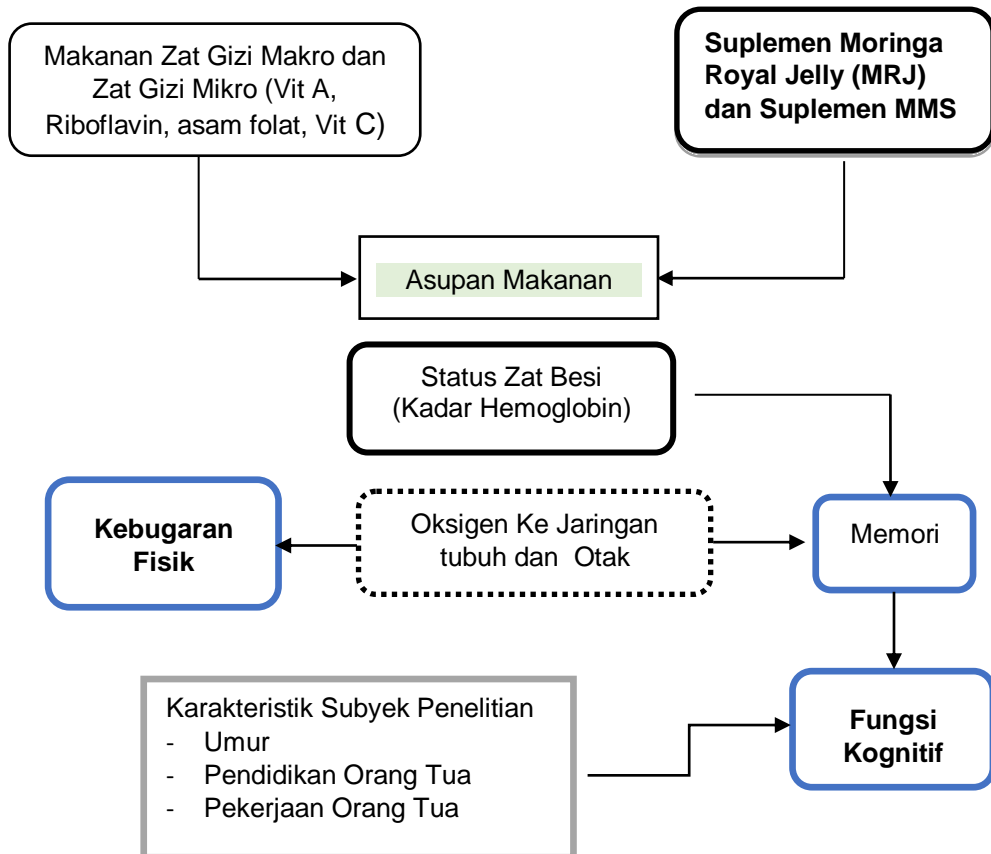 Makanan Zat Gizi Makro dan
Zat Gizi Mikro (Vit A,
Riboflavin, asam folat, Vit C)
Suplemen Moringa
Royal Jelly (MRJ)
dan Suplemen MMS
Asupan Makanan
Status Zat Besi
(Kadar Hemoglobin)
Kebugaran
Fisik
Oksigen Ke Jaringan
tubuh dan Otak
Memori
Karakteristik Subyek Penelitian
- Umur
- Pendidikan Orang Tua
- Pekerjaan Orang Tua
Fungsi
Kognitif